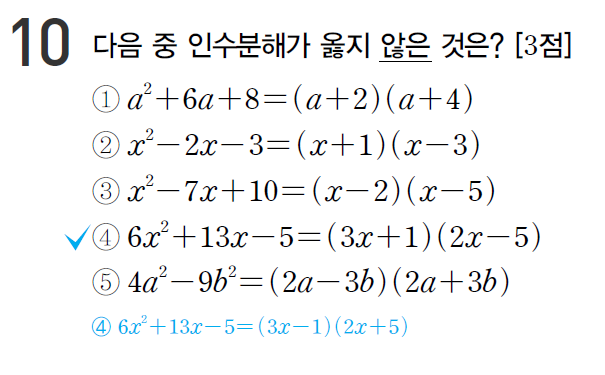 10 다음 중 인수분해가 옳지 않은 것은? [3점]
① a²+6a+8=(a+2)(a+4)
② x²-2x-3=(x+1)(x-3)
③ x²-7x+10=(x-2)(x-5)
④ 6x²+13x-5=(3x+1)(2x-5)
⑤ 4a²-9b²=(2a-3b)(2a+3b)
④ 6x²+13x-5=(3x-1)(2x+5)